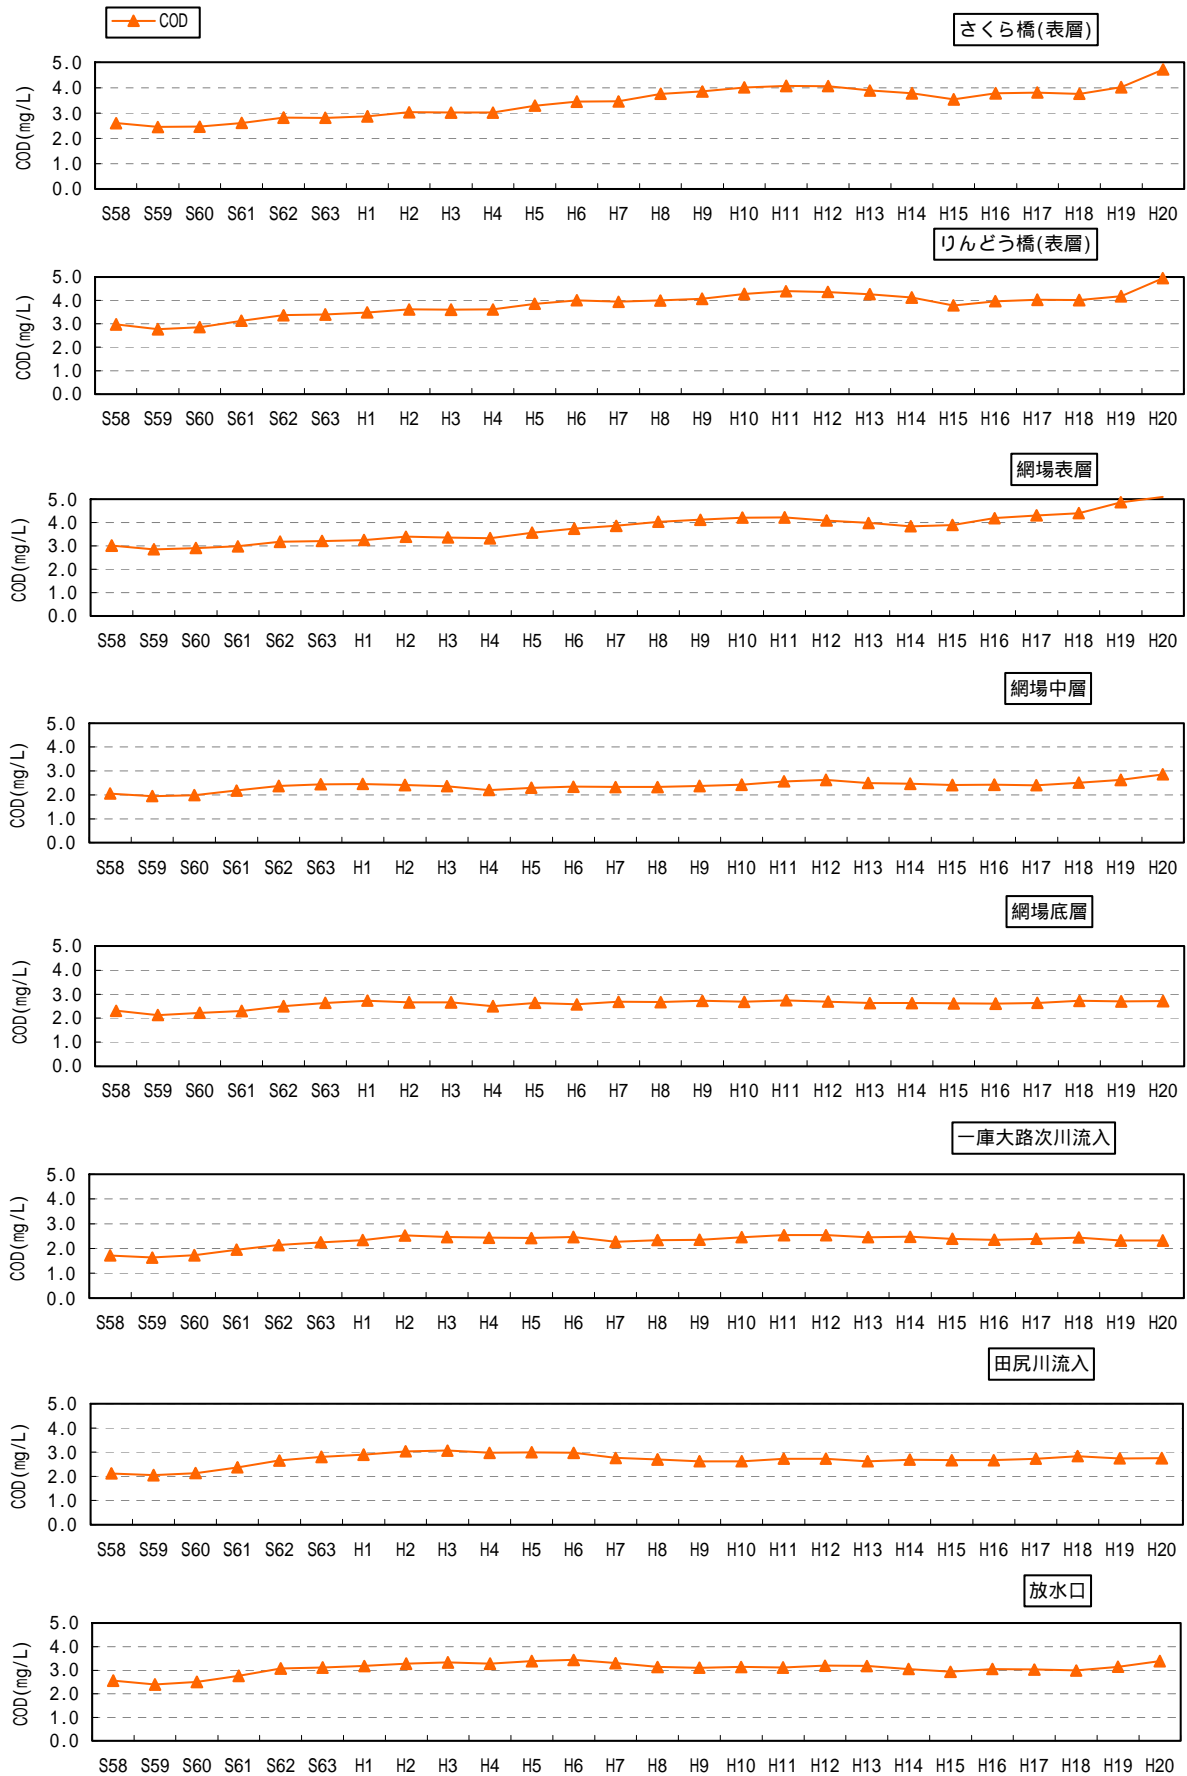 COD
さくら橋(表層)
COD(mg/L)
5.0
4.0
3.0
2.0
1.0
0.0
S58 S59 S60 S61 S62 S63 H1 H2 H3 H4 H5 H6 H7 H8 H9 H10 H11 H12 H13 H14 H15 H16 H17 H18 H19 H20
りんどう橋(表層)
COD(mg/L)
5.0
4.0
3.0
2.0
1.0
0.0
S58 S59 S60 S61 S62 S63 H1 H2 H3 H4 H5 H6 H7 H8 H9 H10 H11 H12 H13 H14 H15 H16 H17 H18 H19 H20
網場表層
COD(mg/L)
5.0
4.0
3.0
2.0
1.0
0.0
S58 S59 S60 S61 S62 S63 H1 H2 H3 H4 H5 H6 H7 H8 H9 H10 H11 H12 H13 H14 H15 H16 H17 H18 H19 H20
網場中層
COD(mg/L)
5.0
4.0
3.0
2.0
1.0
0.0
S58 S59 S60 S61 S62 S63 H1 H2 H3 H4 H5 H6 H7 H8 H9 H10 H11 H12 H13 H14 H15 H16 H17 H18 H19 H20
網場底層
COD(mg/L)
5.0
4.0
3.0
2.0
1.0
0.0
S58 S59 S60 S61 S62 S63 H1 H2 H3 H4 H5 H6 H7 H8 H9 H10 H11 H12 H13 H14 H15 H16 H17 H18 H19 H20
一庫大路次川流入
COD(mg/L)
5.0
4.0
3.0
2.0
1.0
0.0
S58 S59 S60 S61 S62 S63 H1 H2 H3 H4 H5 H6 H7 H8 H9 H10 H11 H12 H13 H14 H15 H16 H17 H18 H19 H20
田尻川流入
COD(mg/L)
5.0
4.0
3.0
2.0
1.0
0.0
S58 S59 S60 S61 S62 S63 H1 H2 H3 H4 H5 H6 H7 H8 H9 H10 H11 H12 H13 H14 H15 H16 H17 H18 H19 H20
放水口
COD(mg/L)
5.0
4.0
3.0
2.0
1.0
0.0
S58 S59 S60 S61 S62 S63 H1 H2 H3 H4 H5 H6 H7 H8 H9 H10 H11 H12 H13 H14 H15 H16 H17 H18 H19 H20